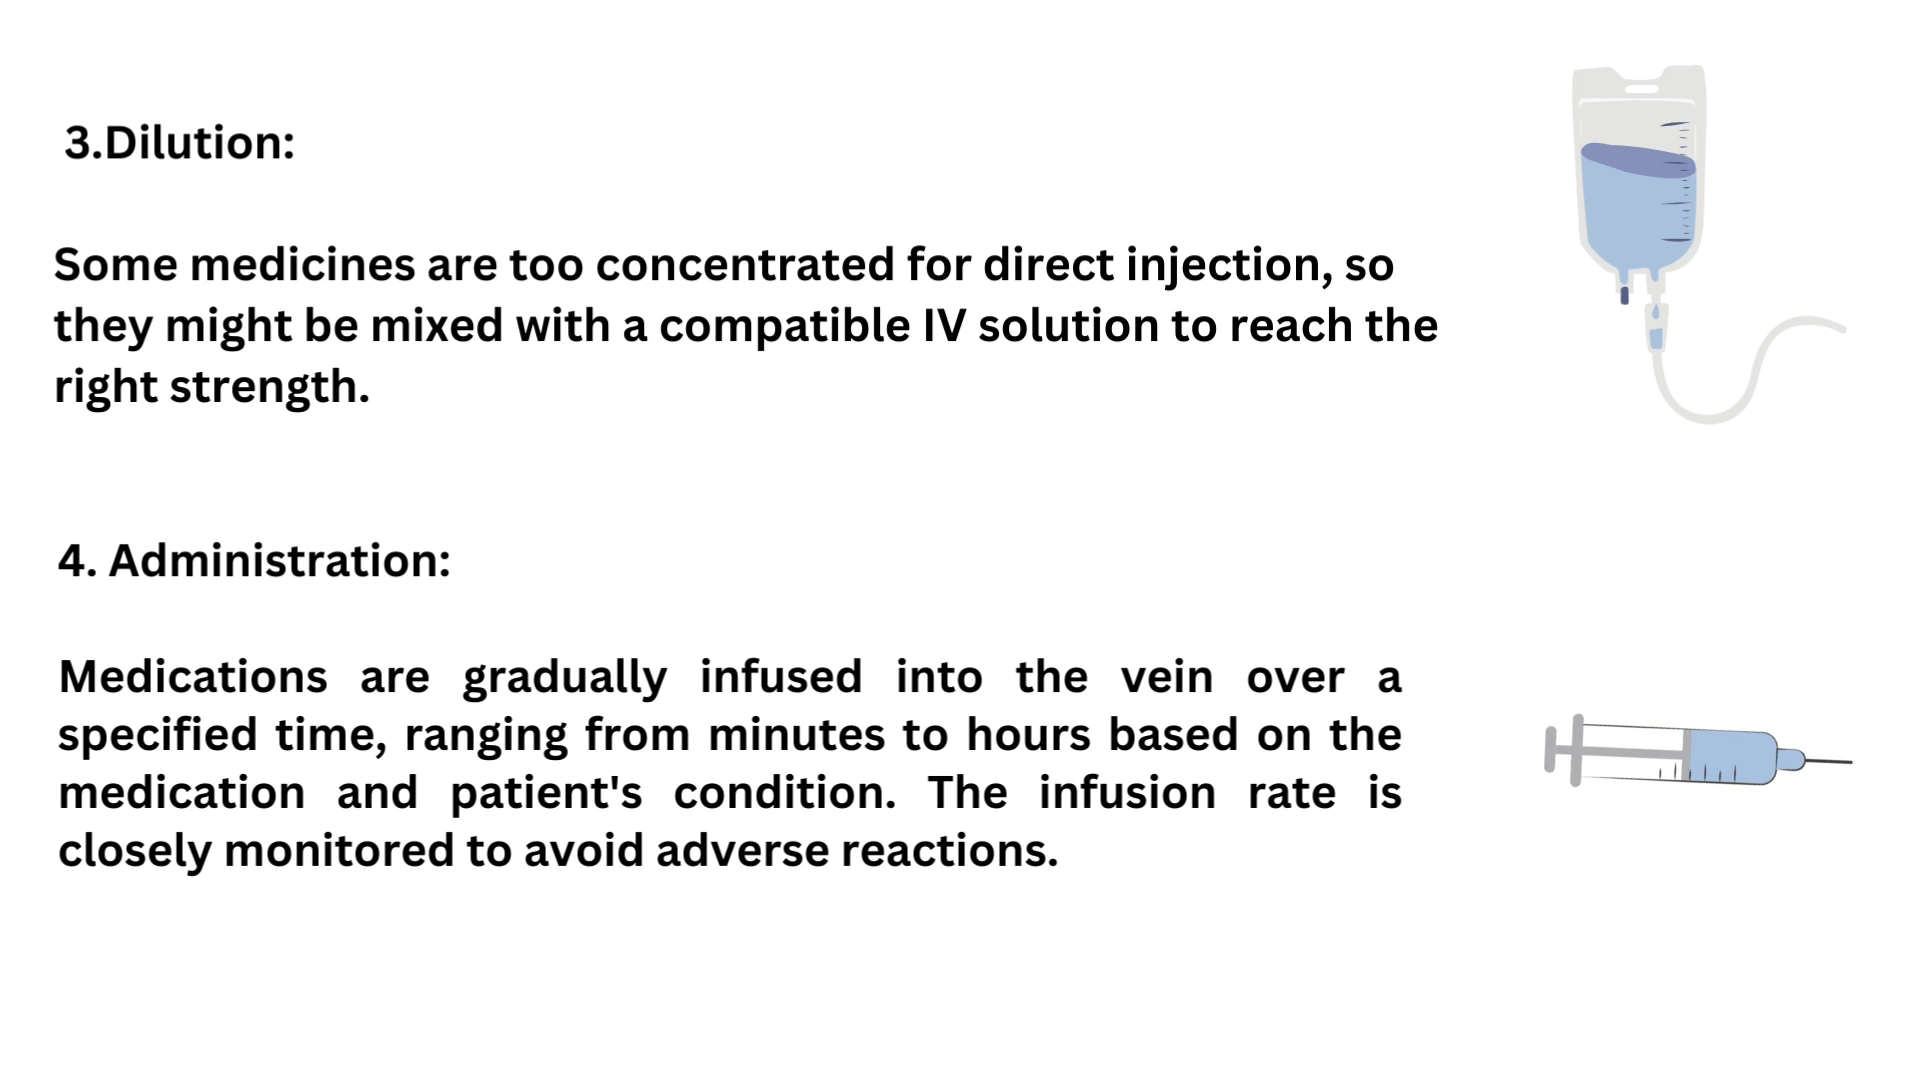 3.Dilution:
Some medicines are too concentrated for direct injection, so
they might be mixed with a compatible IV solution to reach the
right strength.
4. Administration:
Medications are gradually infused into the vein over a
specified time, ranging from minutes to hours based on the
medication and patient's condition. The infusion rate is
closely monitored to avoid adverse reactions.